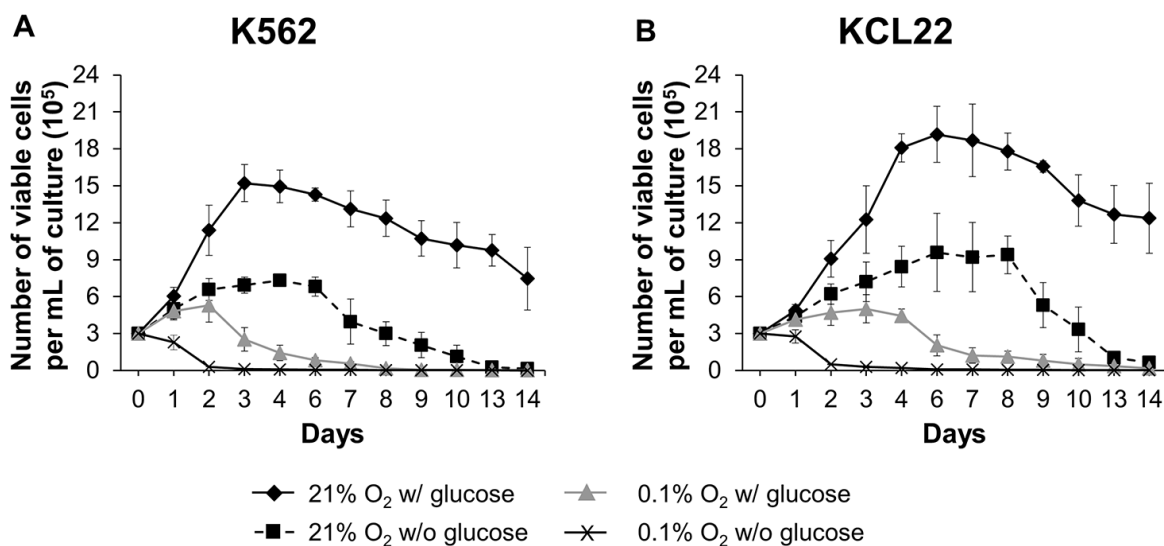 A
K562
Number of viable cells
per mL of culture (10⁵)
24
21
18
15
12
9
6
3
0
0 1 2 3 4 6 7 8 9 10 13 14
Days
B
KCL22
Number of viable cells
per mL of culture (10⁵)
24
21
18
15
12
9
6
3
0
0 1 2 3 4 6 7 8 9 10 13 14
Days
21% O₂ w/ glucose
0.1% O₂ w/ glucose
21% O₂ w/o glucose
0.1% O₂ w/o glucose